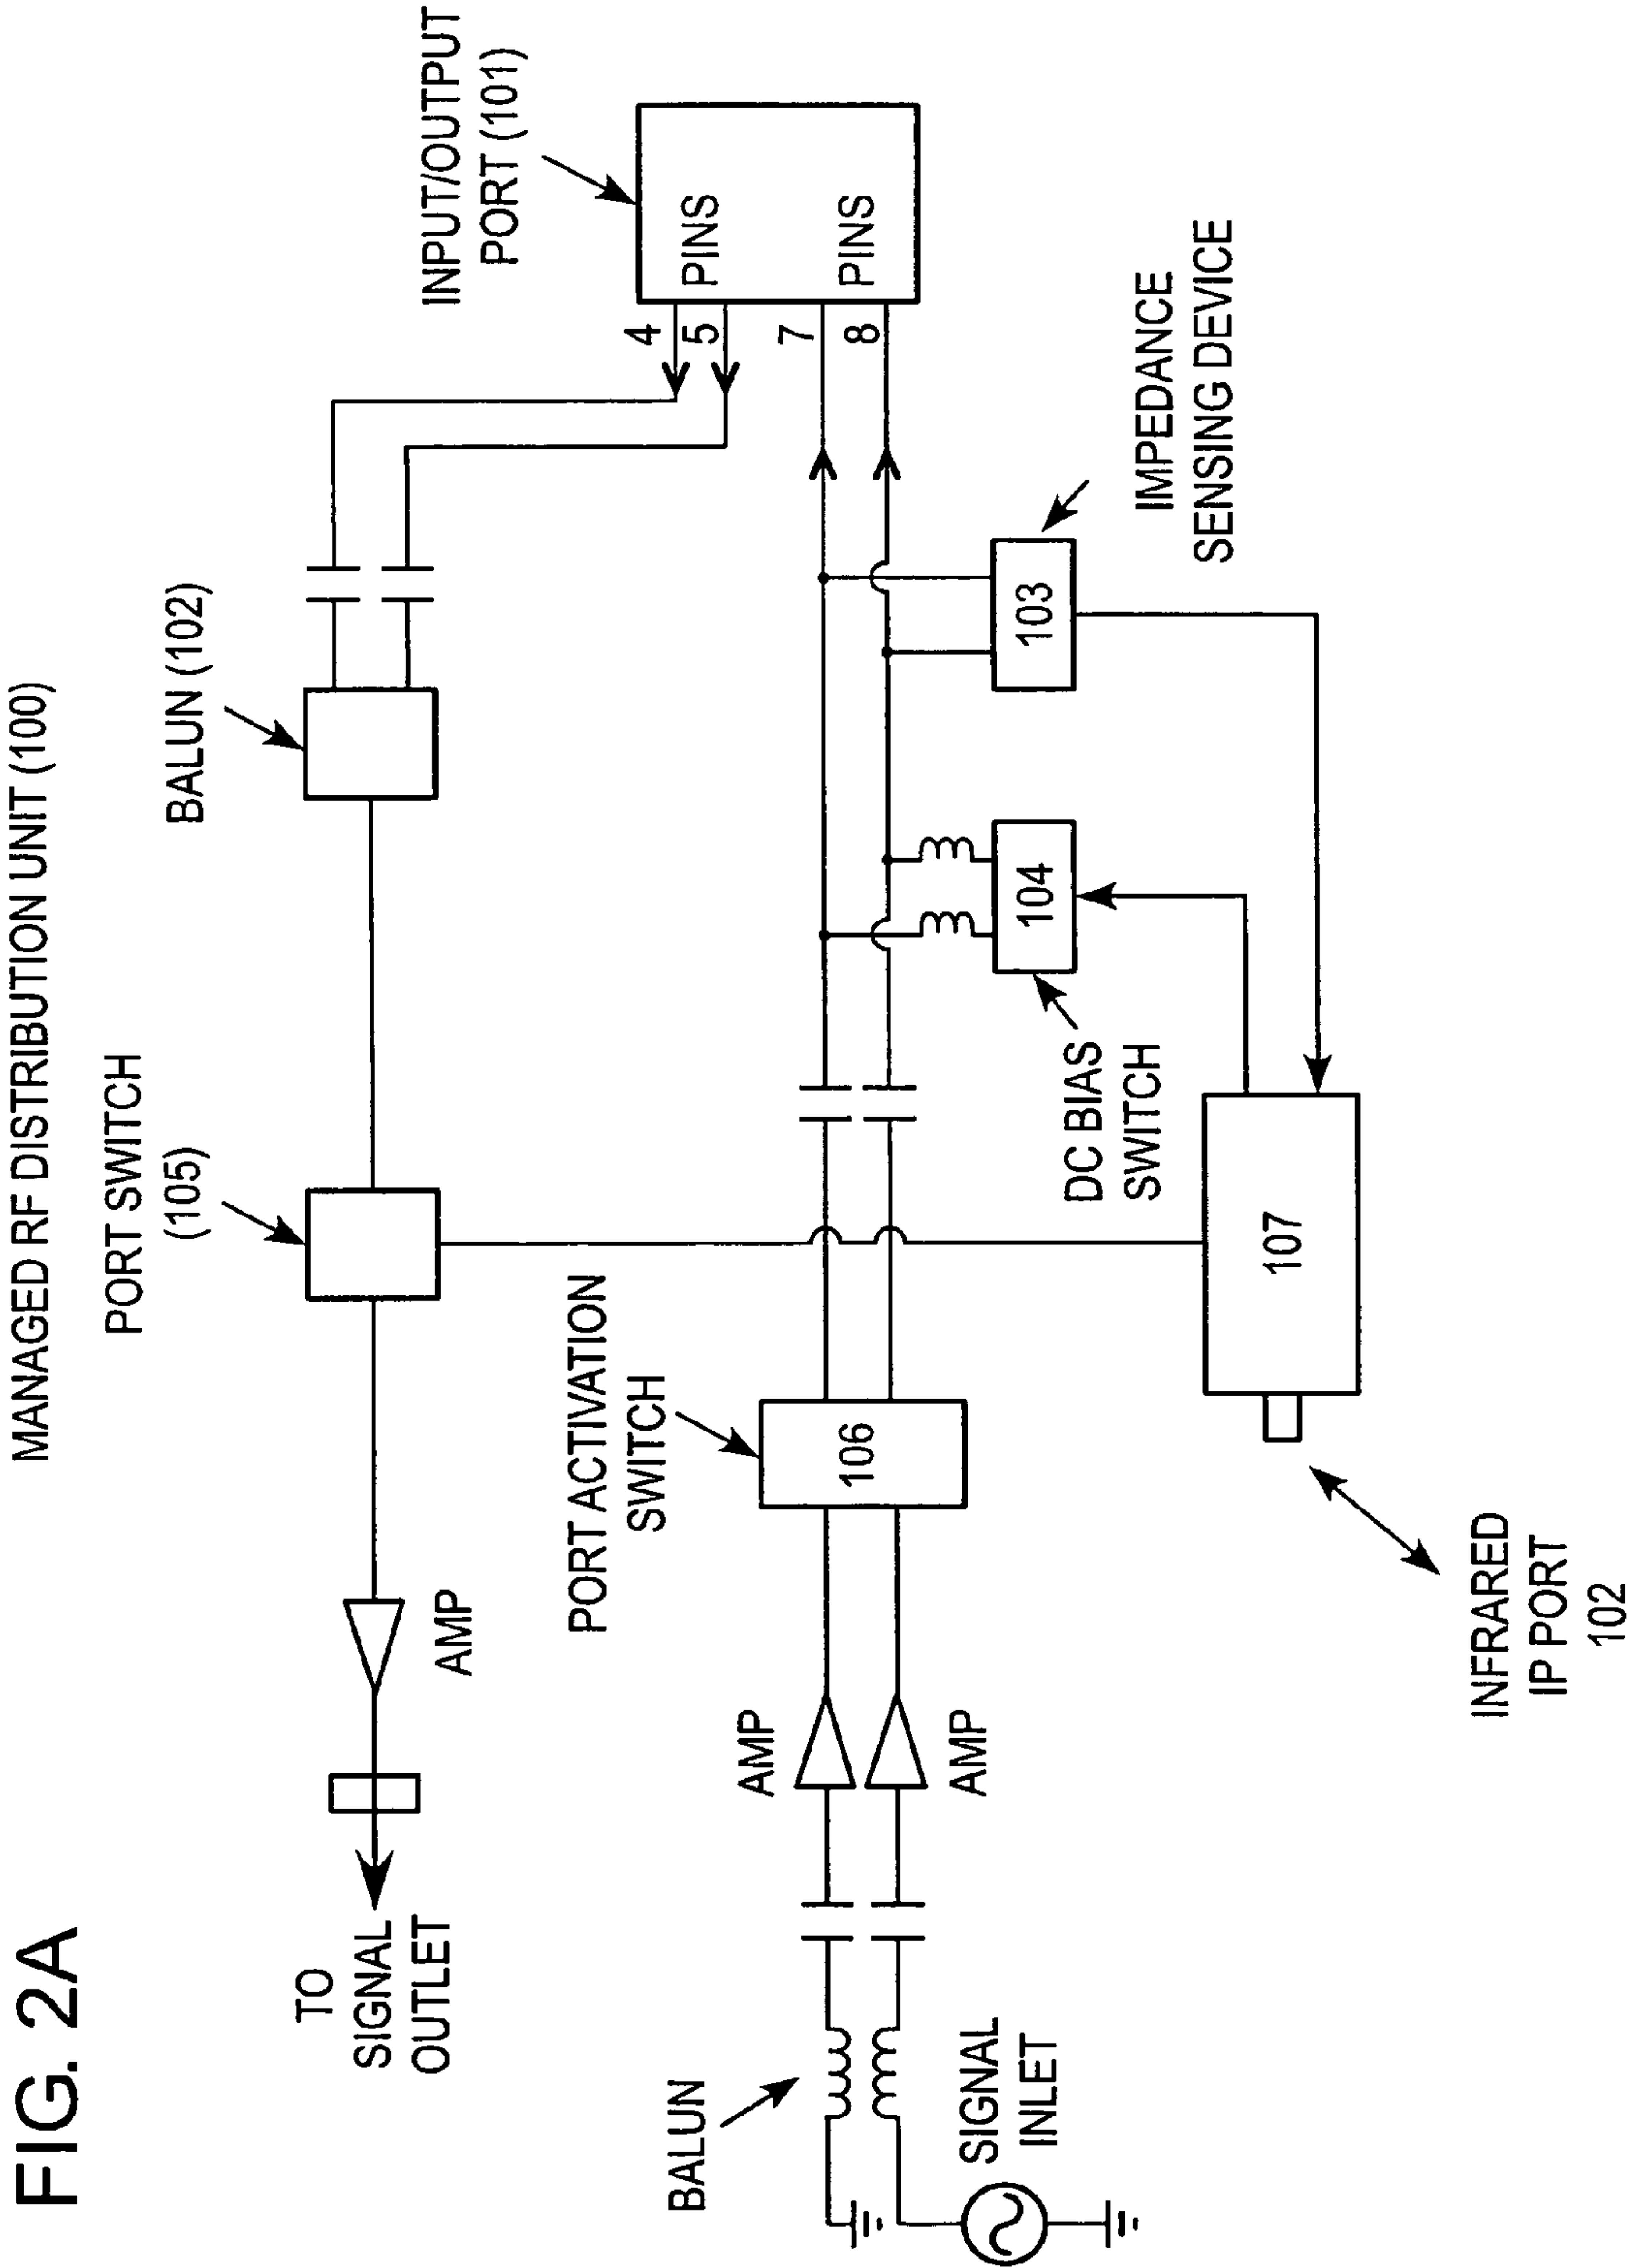 FIG. 2A
MANAGED RF DISTRIBUTION UNIT (100)
TO
SIGNAL
OUTLET
AMP
PORT SWITCH
(105)
BALUN (102)
INPUT/OUTPUT
PORT (101)
4
5
7
8
PINS
PINS
BALUN
SIGNAL
INLET
AMP
AMP
PORT ACTIVATION
SWITCH
106
DC BIAS
SWITCH
104
103
IMPEDANCE
SENSING DEVICE
107
INFRARED
IP PORT
102